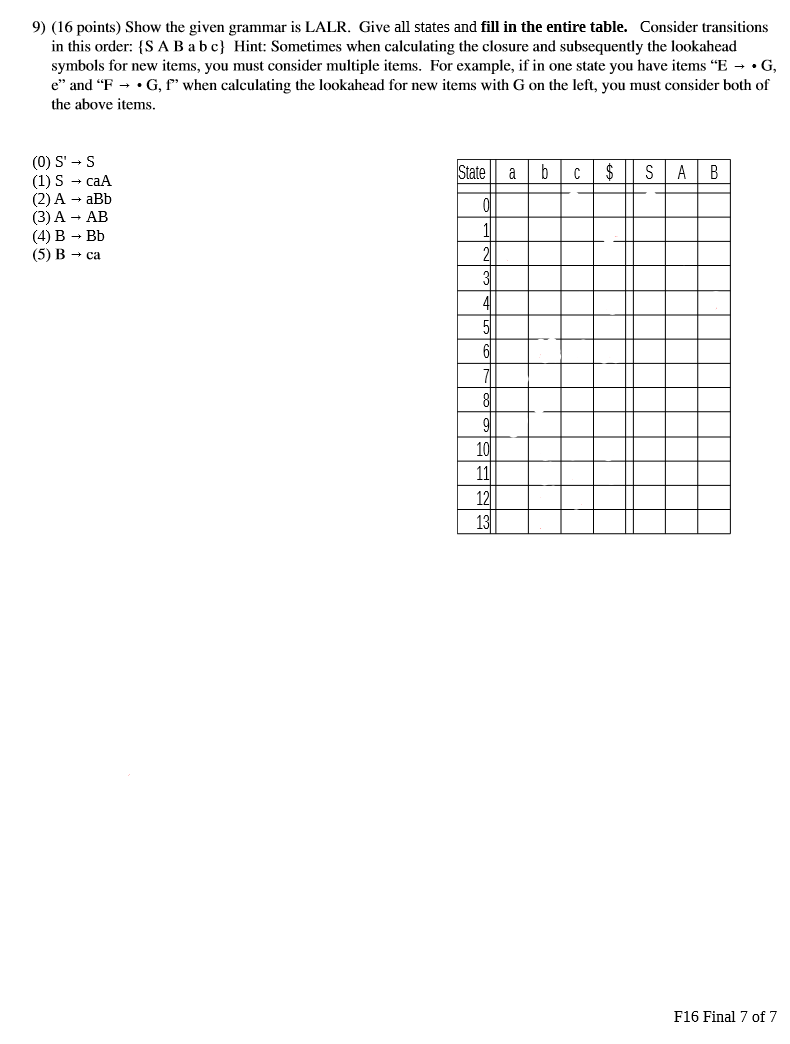 9) (16 points) Show the given grammar is LALR. Give all states and fill in the entire table. Consider transitions
in this order: {S A B a b c} Hint: Sometimes when calculating the closure and subsequently the lookahead
symbols for new items, you must consider multiple items. For example, if in one state you have items “E → • G,
e” and “F → • G, f” when calculating the lookahead for new items with G on the left, you must consider both of
the above items.
(0) S' → S
(1) S → caA
(2) A → aBb
(3) A → AB
(4) B → Bb
(5) B → ca
State a b c $ S A B
0
1
2
3
4
5
6
7
8
9
10
11
12
13
F16 Final 7 of 7